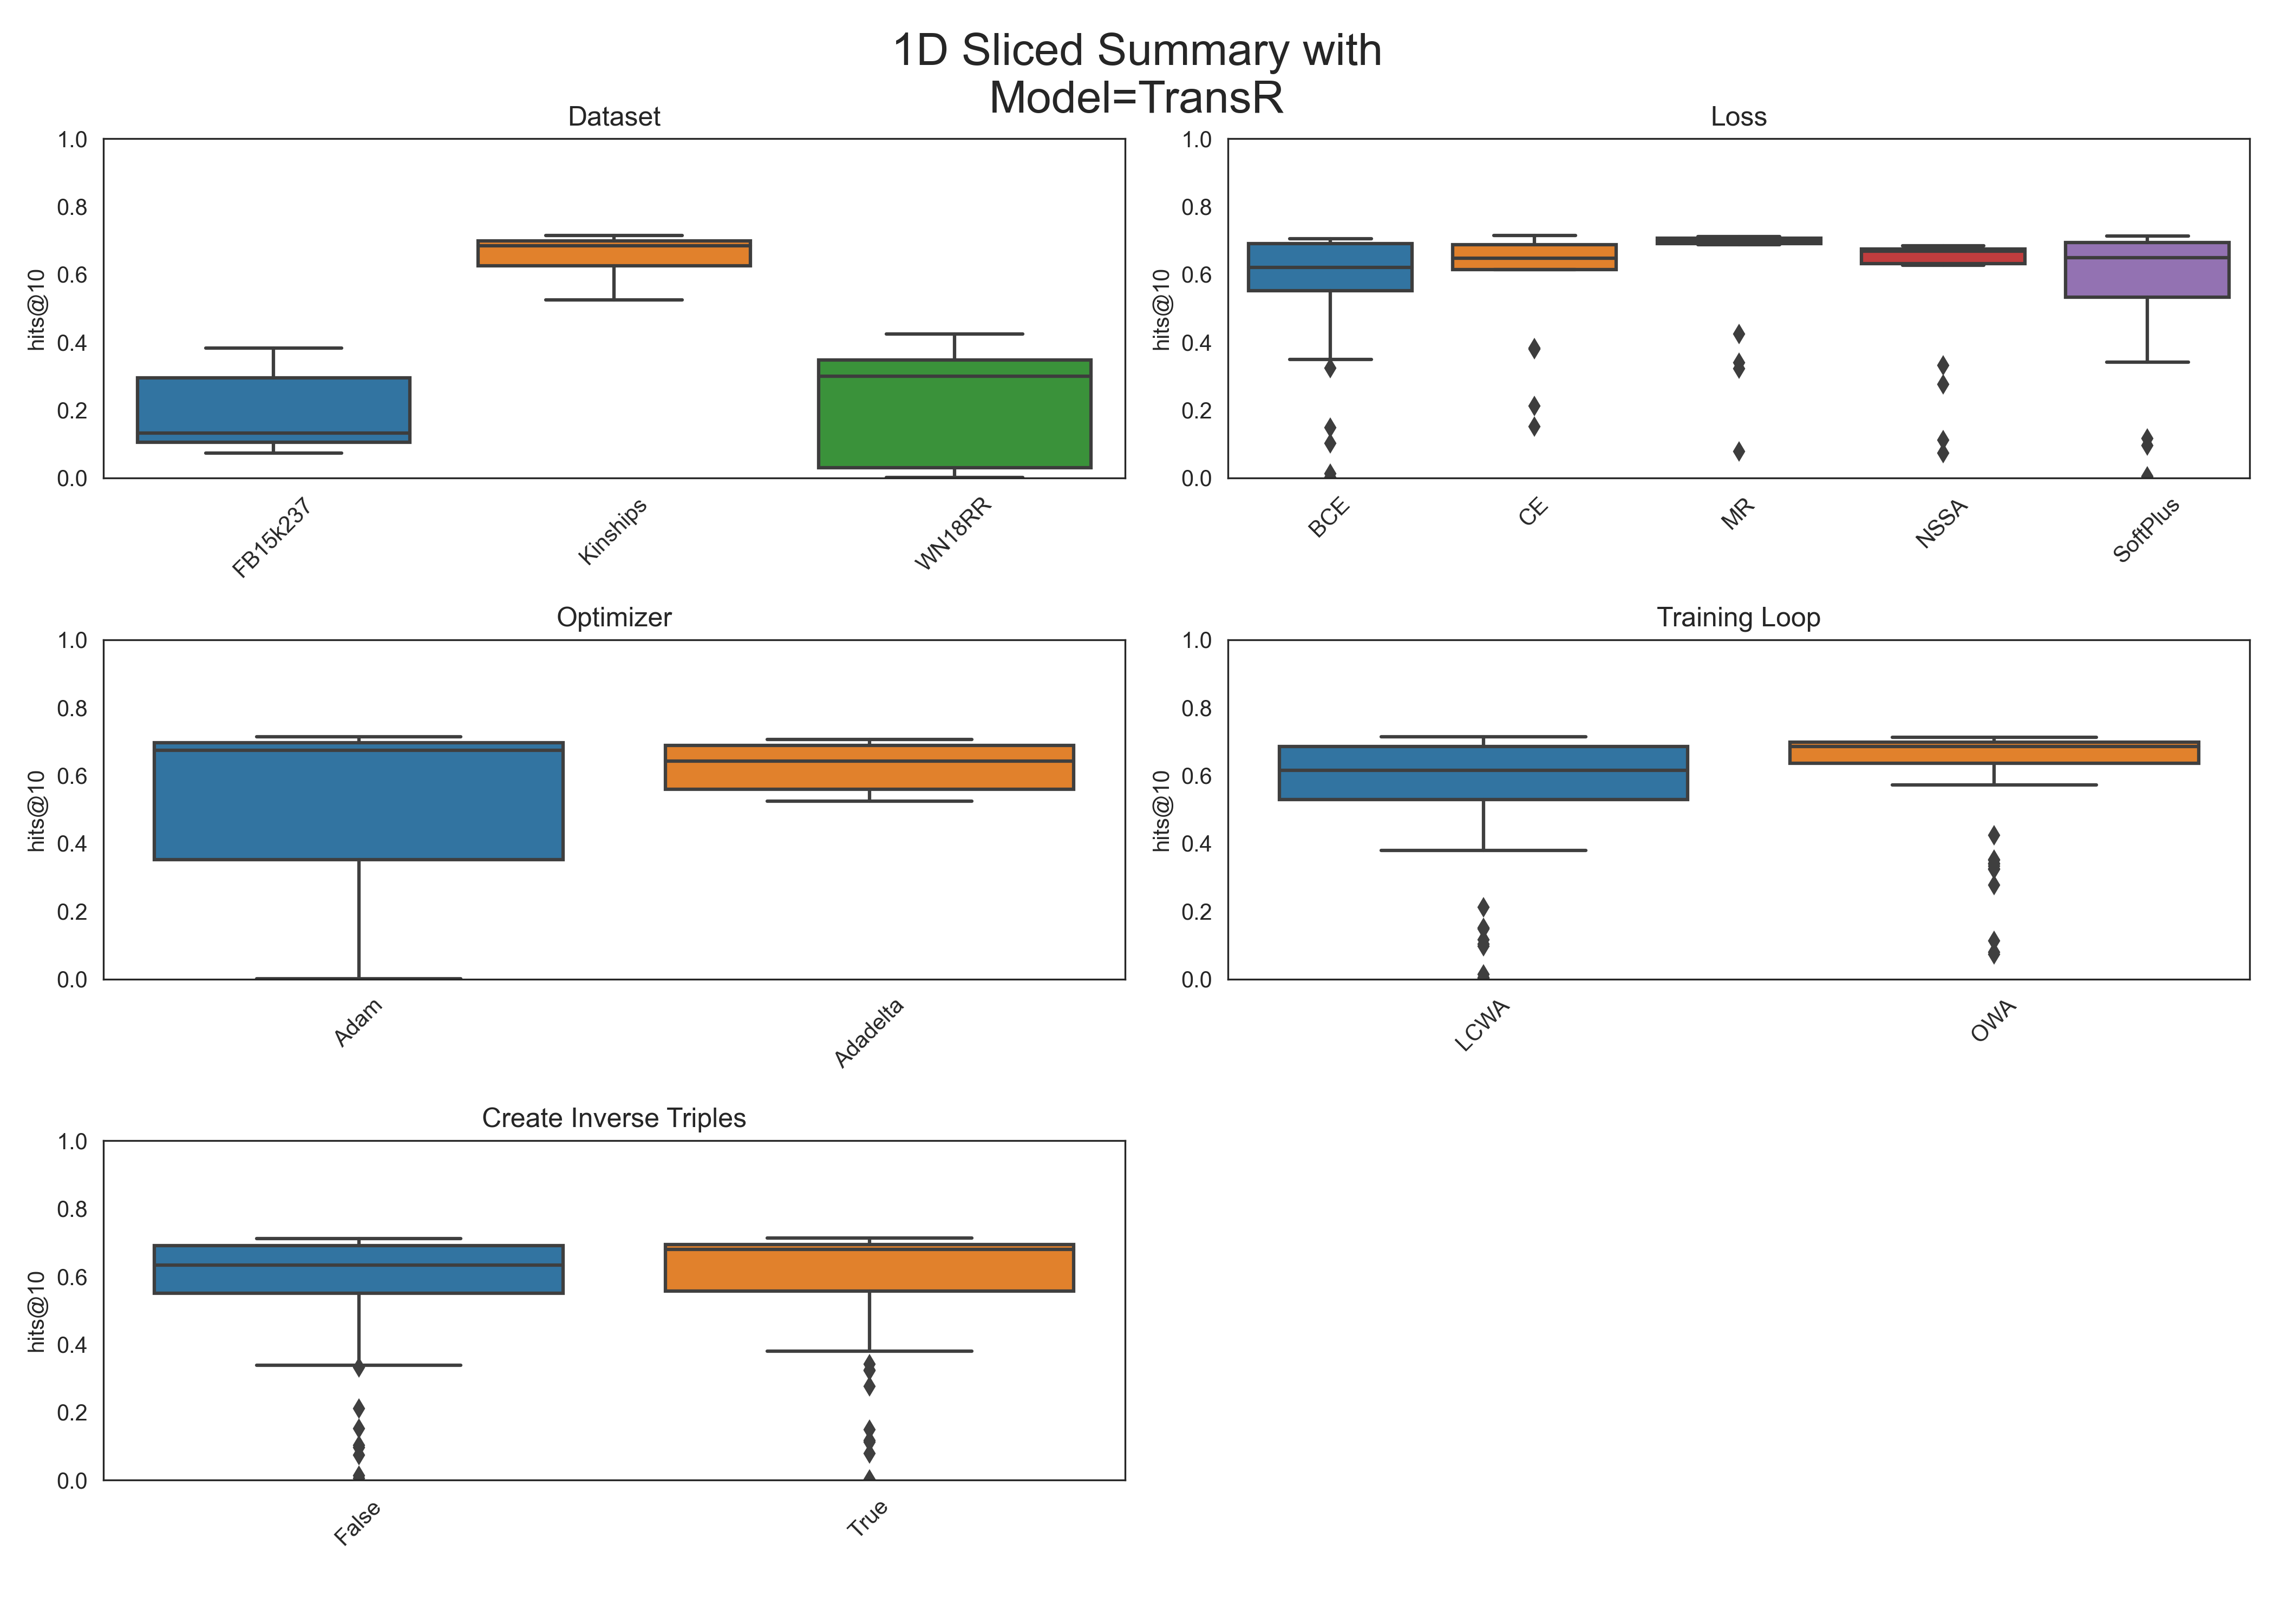 1D Sliced Summary with
Model=TransR
Dataset
1.0
0.8
0.6
0.4
0.2
0.0
hits@10
FB15k237
Kinships
WN18RR
Loss
1.0
0.8
0.6
0.4
0.2
0.0
hits@10
BCE
CE
MR
NSSA
SoftPlus
Optimizer
1.0
0.8
0.6
0.4
0.2
0.0
hits@10
Adam
Adadelta
Training Loop
1.0
0.8
0.6
0.4
0.2
0.0
hits@10
LCWA
OWA
Create Inverse Triples
1.0
0.8
0.6
0.4
0.2
0.0
hits@10
False
True